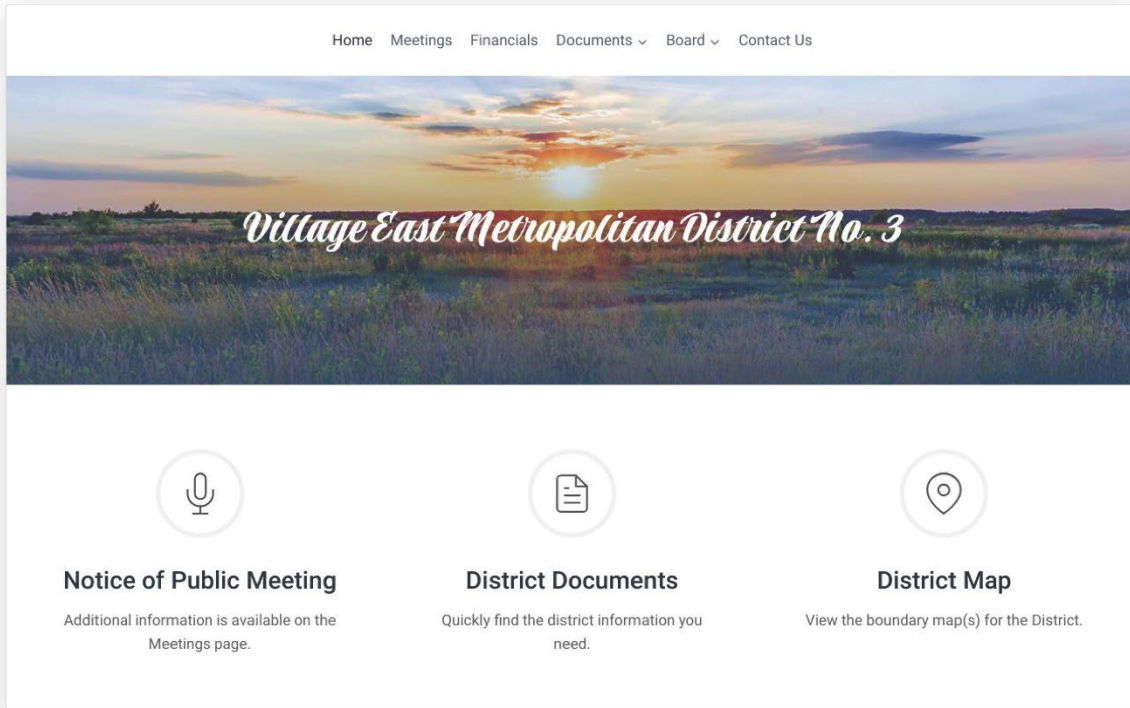 Home Meetings Financials Documents Board Contact Us
Village East Metropolitan District No. 3
Notice of Public Meeting
Additional information is available on the
Meetings page.
District Documents
Quickly find the district information you
need.
District Map
View the boundary map(s) for the District.